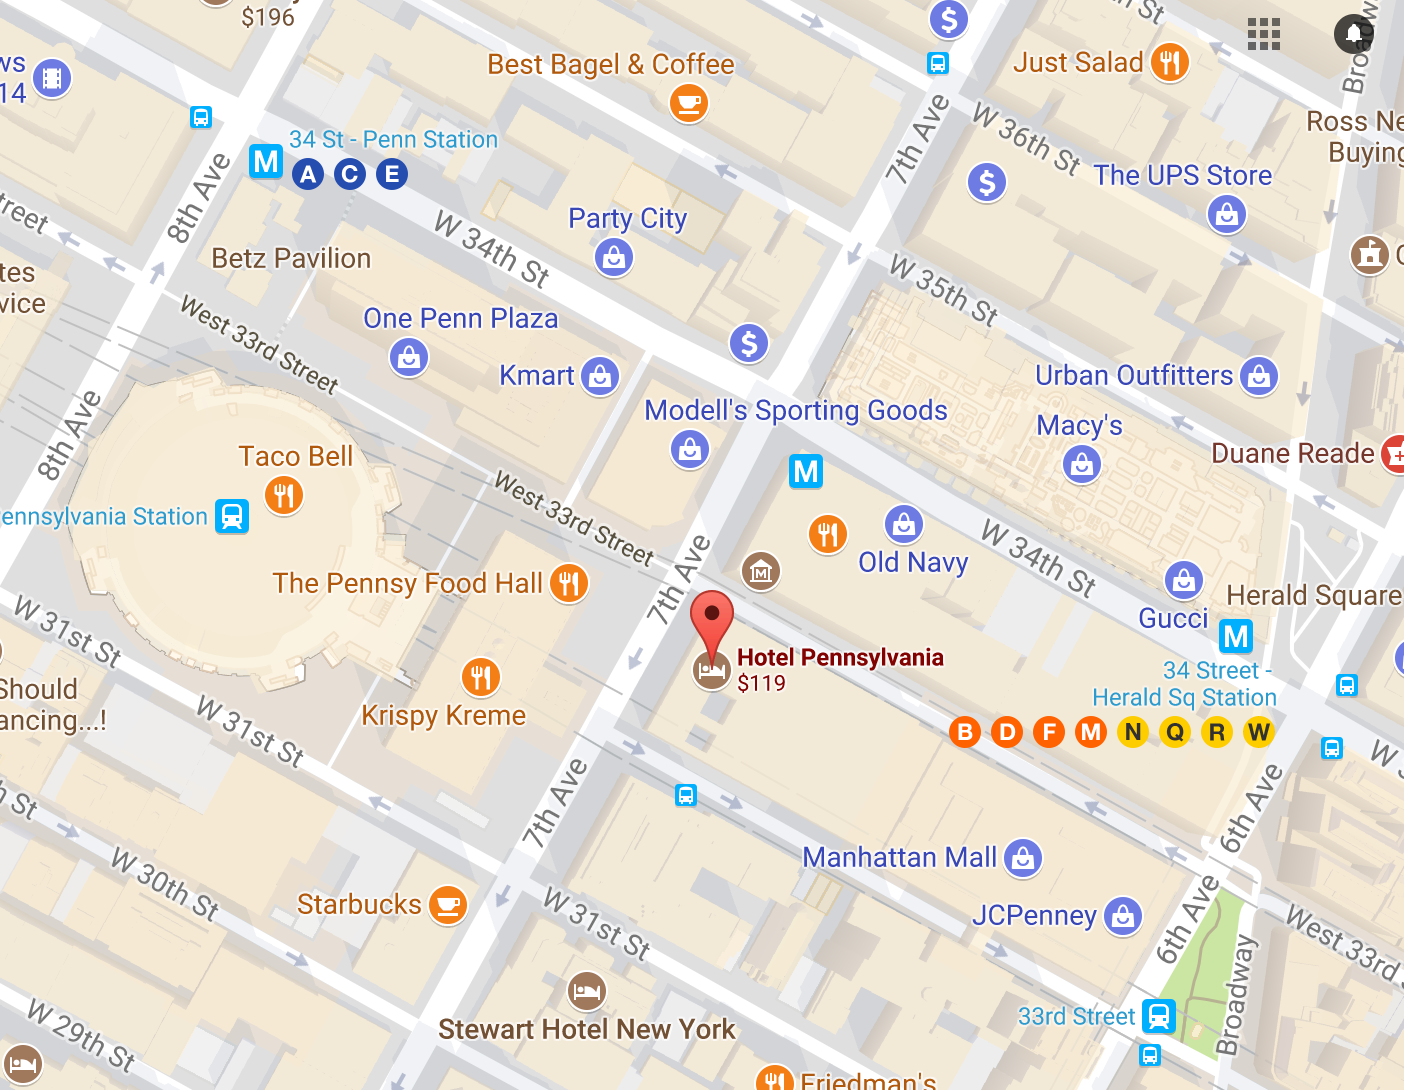 $196
Best Bagel & Coffee
Just Salad
Broadw
ws
14
34 St - Penn Station
M
A C E
7th Ave
W 36th St
Ross Ne
Buying
The UPS Store
8th Ave
Street
Party City
W 34th St
Betz Pavilion
W 35th St
tes
vice
West 33rd Street
One Penn Plaza
Kmart
Urban Outfitters
Modell's Sporting Goods
Macy's
8th Ave
Taco Bell
M
Duane Reade
ennsylvania Station
West 33rd Street
Old Navy
W 34th St
The Pennsy Food Hall
7th Ave
Gucci
Herald Square
M
W 31st St
Hotel Pennsylvania
$119
34 Street -
Herald Sq Station
B D F M N Q R W
Should
ancing...!
Krispy Kreme
W 31st St
7th Ave
6th Ave
h St
Manhattan Mall
W 30th St
Starbucks
W 31st St
JCPenney
6th Ave
West 33rd
Broadway
Stewart Hotel New York
33rd Street
W 29th St
Friedman's